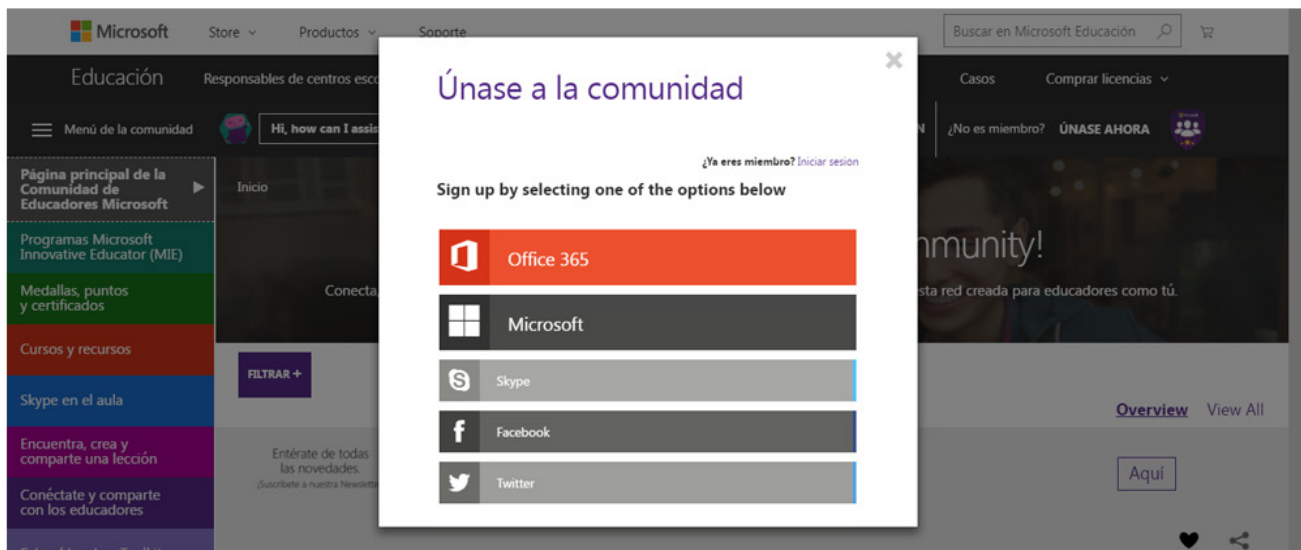 Microsoft
Store
Productos
Soporte
Buscar en Microsoft Educación
Educación
Responsables de centros esco
Casos
Comprar licencias
Menú de la comunidad
Hi, how can I assis
N
¿No es miembro? ÚNASE AHORA
Página principal de la
Comunidad de
Educadores Microsoft
Programas Microsoft
Innovative Educator (MIE)
Medallas, puntos
y certificados
Cursos y recursos
Skype en el aula
Encuentra, crea y
comparte una lección
Conéctate y comparte
con los educadores
Inicio
Conecta,
mmunity!
sta red creada para educadores como tú.
FILTRAR +
Overview
View All
Entérate de todas
las novedades.
¡Suscríbete a nuestra Newslette
Aquí
Únase a la comunidad
¿Ya eres miembro? Iniciar sesión
Sign up by selecting one of the options below
Office 365
Microsoft
Skype
Facebook
Twitter